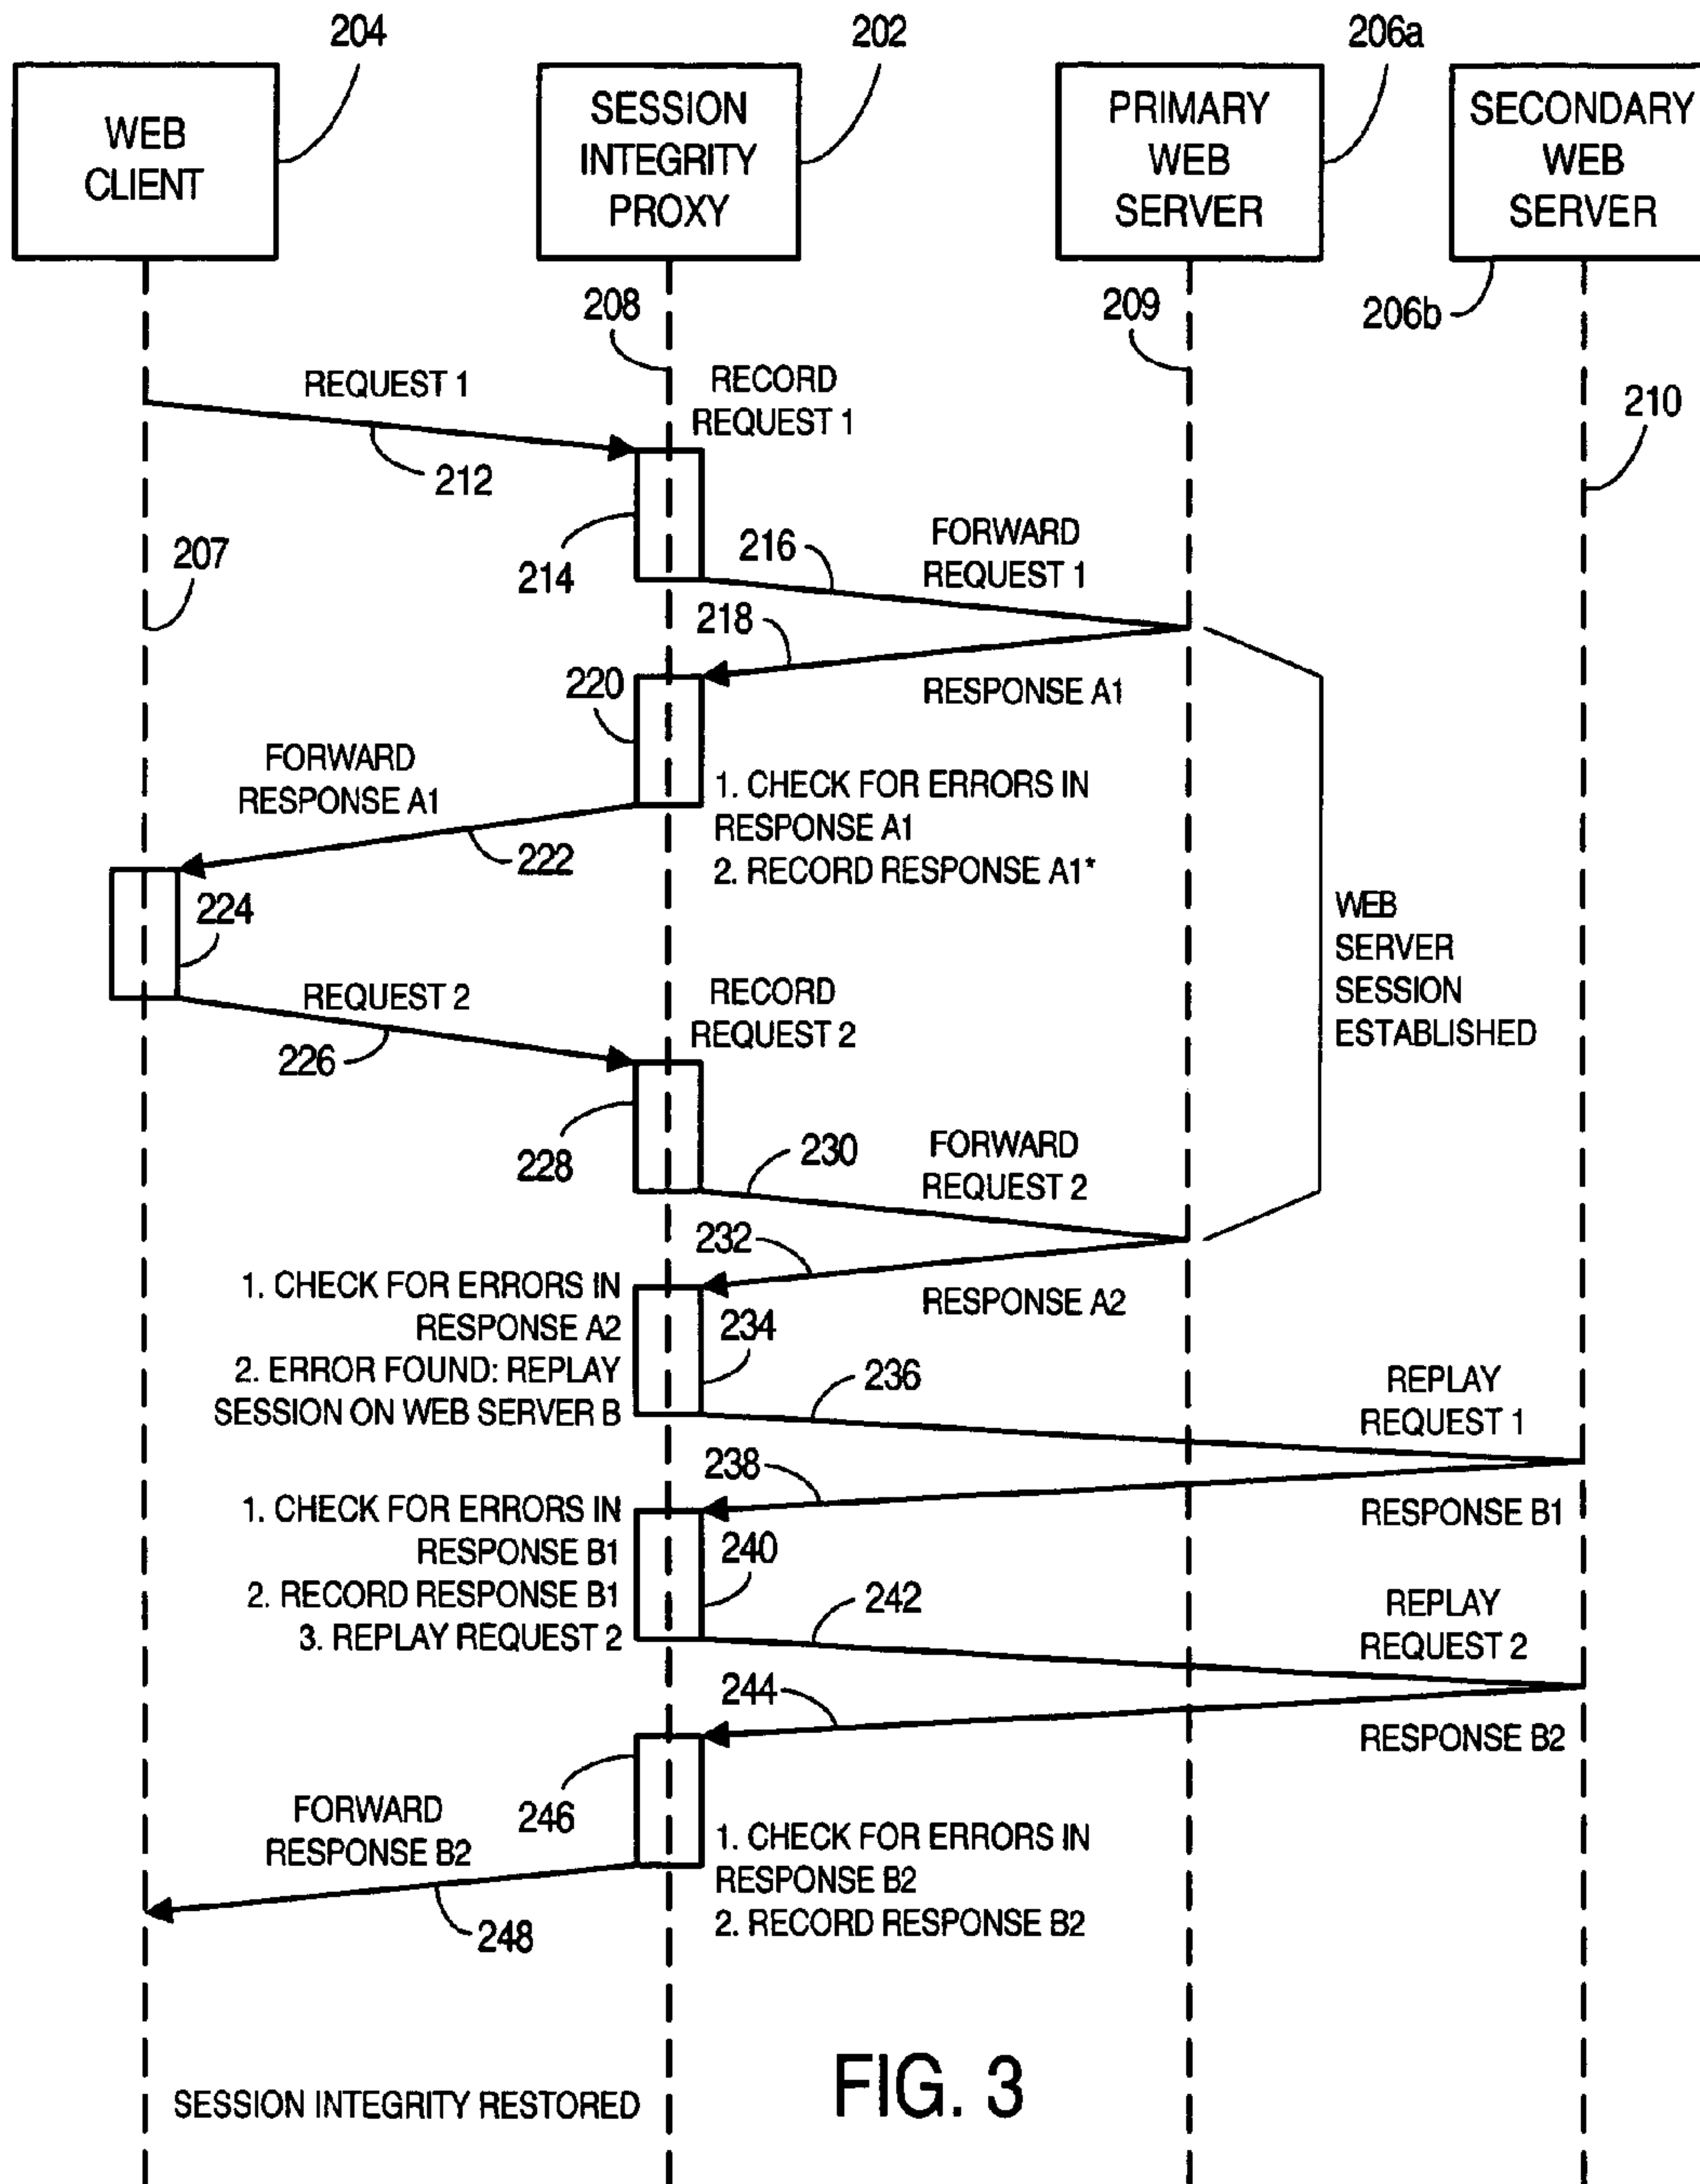 204
202
206a
WEB
CLIENT
SESSION
INTEGRITY
PROXY
PRIMARY
WEB
SERVER
SECONDARY
WEB
SERVER
208
209
206b
REQUEST 1
RECORD
REQUEST 1
210
212
207
214
216
FORWARD
REQUEST 1
218
220
RESPONSE A1
FORWARD
RESPONSE A1
1. CHECK FOR ERRORS IN
RESPONSE A1
2. RECORD RESPONSE A1*
222
224
WEB
SERVER
SESSION
ESTABLISHED
REQUEST 2
RECORD
REQUEST 2
226
228
230
FORWARD
REQUEST 2
232
1. CHECK FOR ERRORS IN
RESPONSE A2
2. ERROR FOUND: REPLAY
SESSION ON WEB SERVER B
RESPONSE A2
234
236
REPLAY
REQUEST 1
238
1. CHECK FOR ERRORS IN
RESPONSE B1
2. RECORD RESPONSE B1
3. REPLAY REQUEST 2
RESPONSE B1
240
242
REPLAY
REQUEST 2
244
RESPONSE B2
246
FORWARD
RESPONSE B2
1. CHECK FOR ERRORS IN
RESPONSE B2
2. RECORD RESPONSE B2
248
SESSION INTEGRITY RESTORED
FIG. 3